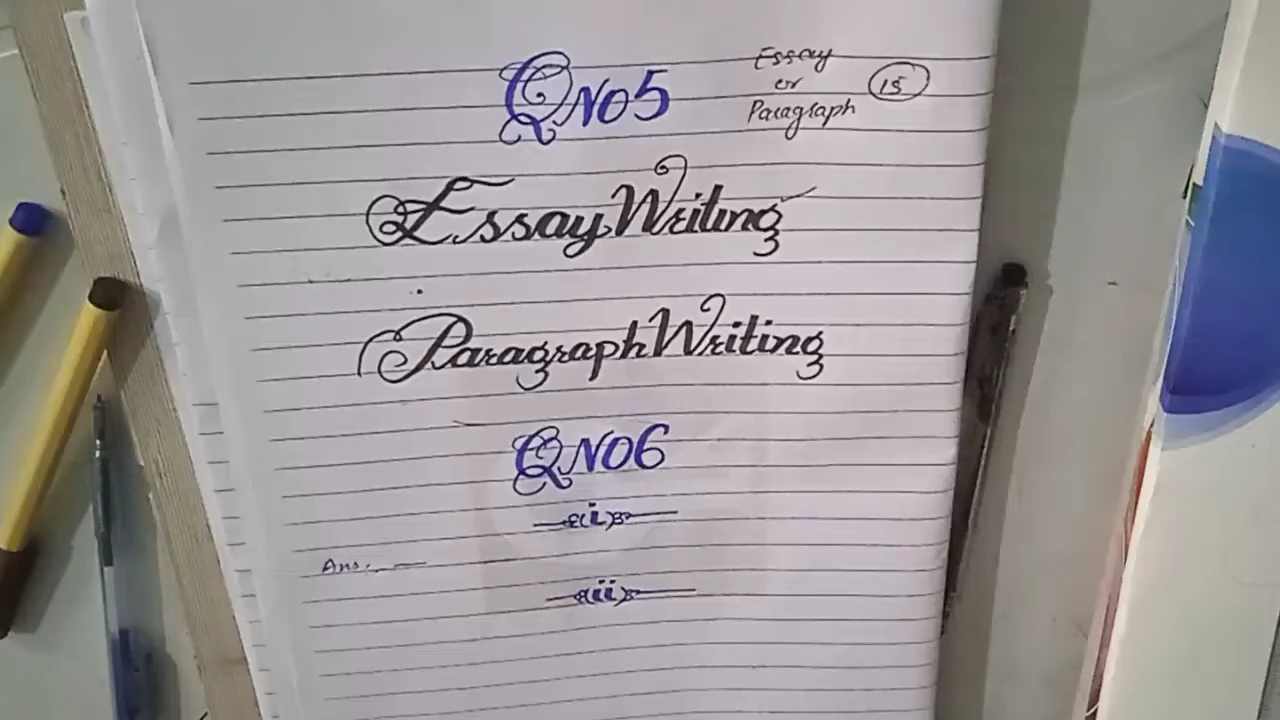 QNo5
Essay
or
Paragraph
15
Essay Writing
Paragraph Writing
QNO6
(i)
Ans.
(ii)